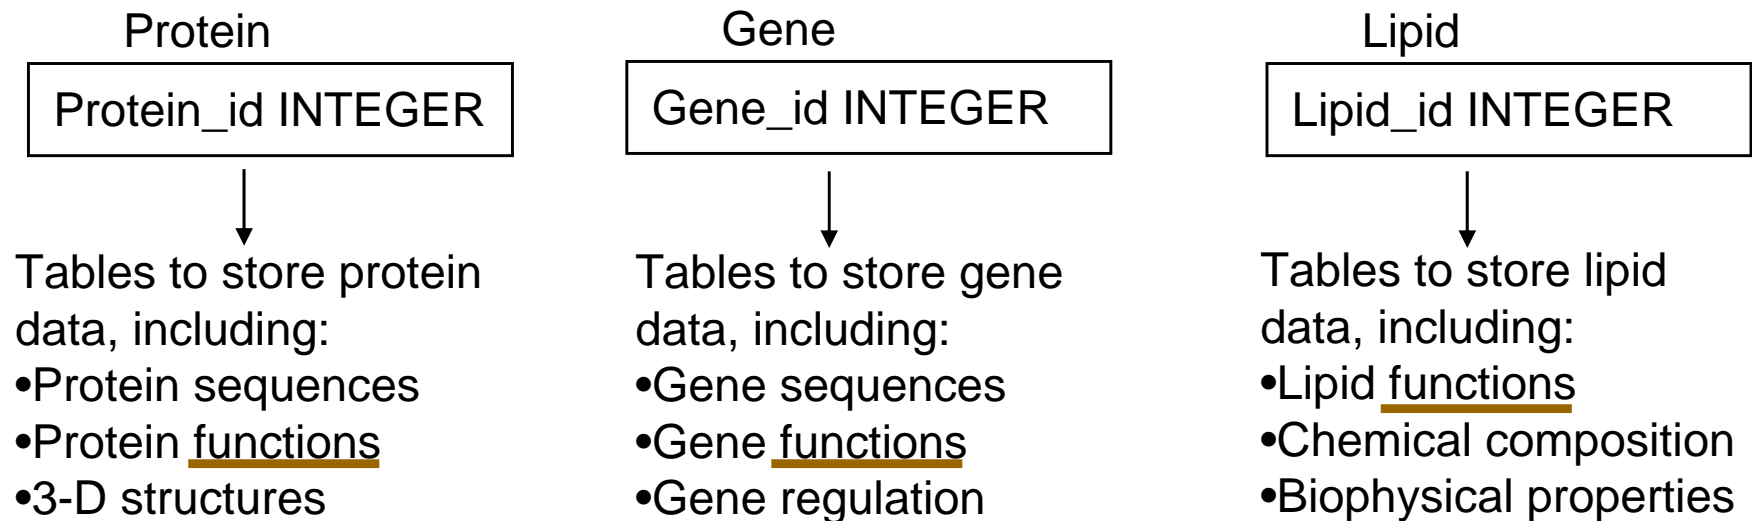 Protein
Protein_id INTEGER
Tables to store protein
data, including:
•Protein sequences
•Protein functions
•3-D structures
Gene
Gene_id INTEGER
Tables to store gene
data, including:
•Gene sequences
•Gene functions
•Gene regulation
Lipid
Lipid_id INTEGER
Tables to store lipid
data, including:
•Lipid functions
•Chemical composition
•Biophysical properties